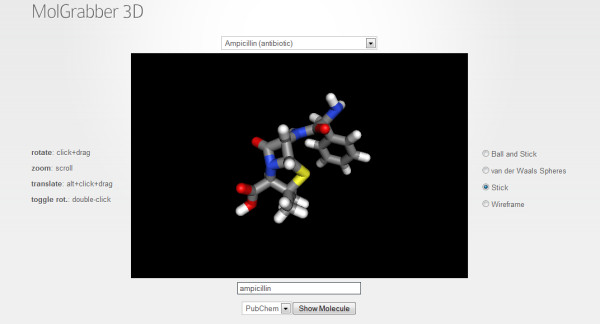 MolGrabber 3D
Ampicillin (antibiotic)
rotate: click+drag
zoom: scroll
translate: alt+click+drag
toggle rot.: double-click
Ball and Stick
van der Waals Spheres
Stick
Wireframe
ampicillin
PubChem Show Molecule